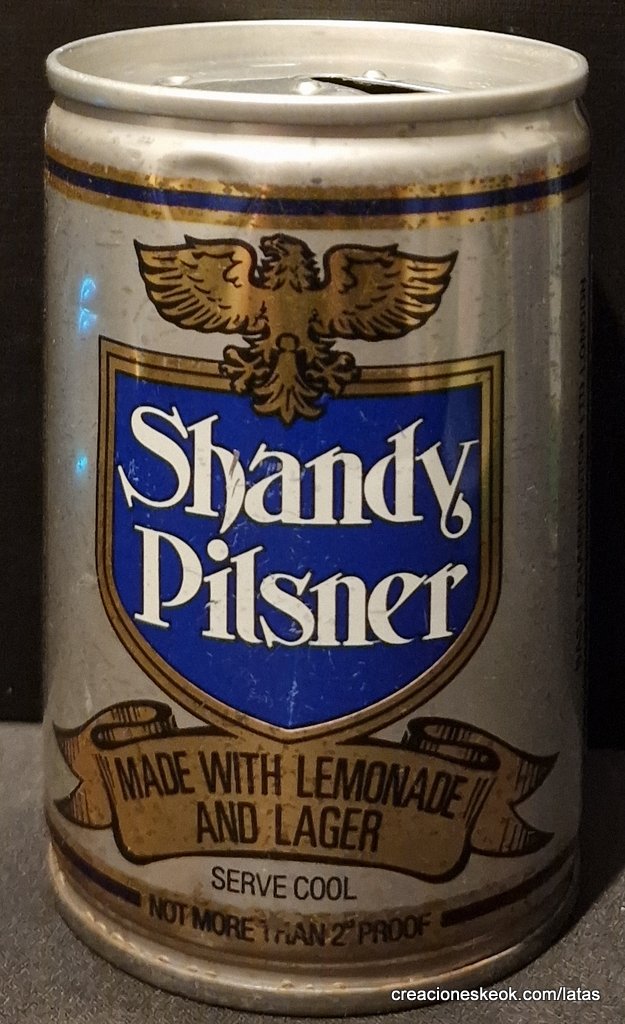 Shandy
Pilsner
MADE WITH LEMONADE
AND LAGER
SERVE COOL
NOT MORE THAN 2° PROOF
creacioneskeok.com/latas